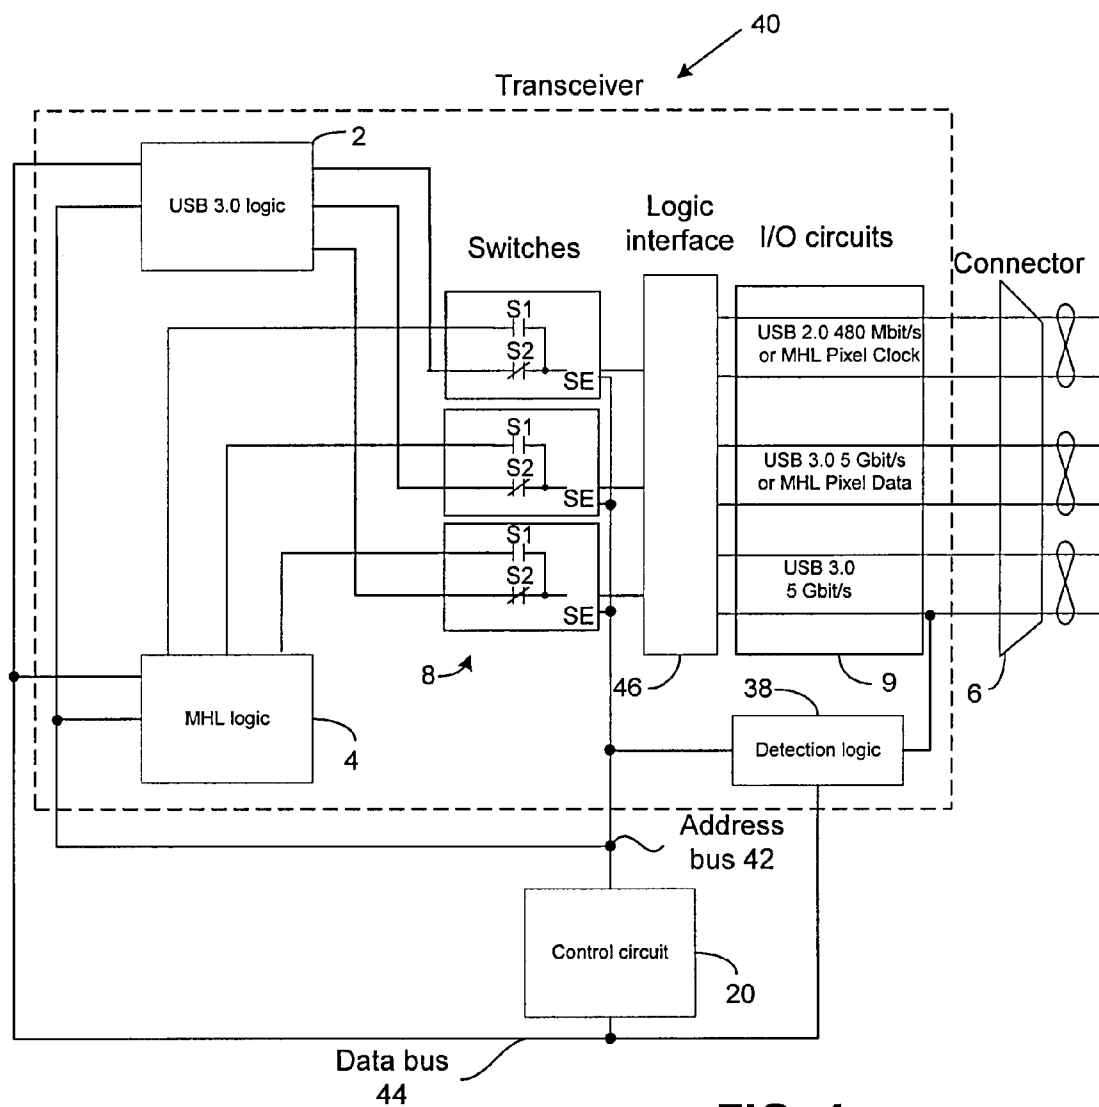 40
Transceiver
2
USB 3.0 logic
Switches
Logic
interface
I/O circuits
Connector
S1
S2
SE
USB 2.0 480 Mbit/s
or MHL Pixel Clock
S1
S2
SE
USB 3.0 5 Gbit/s
or MHL Pixel Data
S1
S2
SE
USB 3.0
5 Gbit/s
8
46
9
6
38
MHL logic
4
Detection logic
Address
bus 42
Control circuit
20
Data bus
44